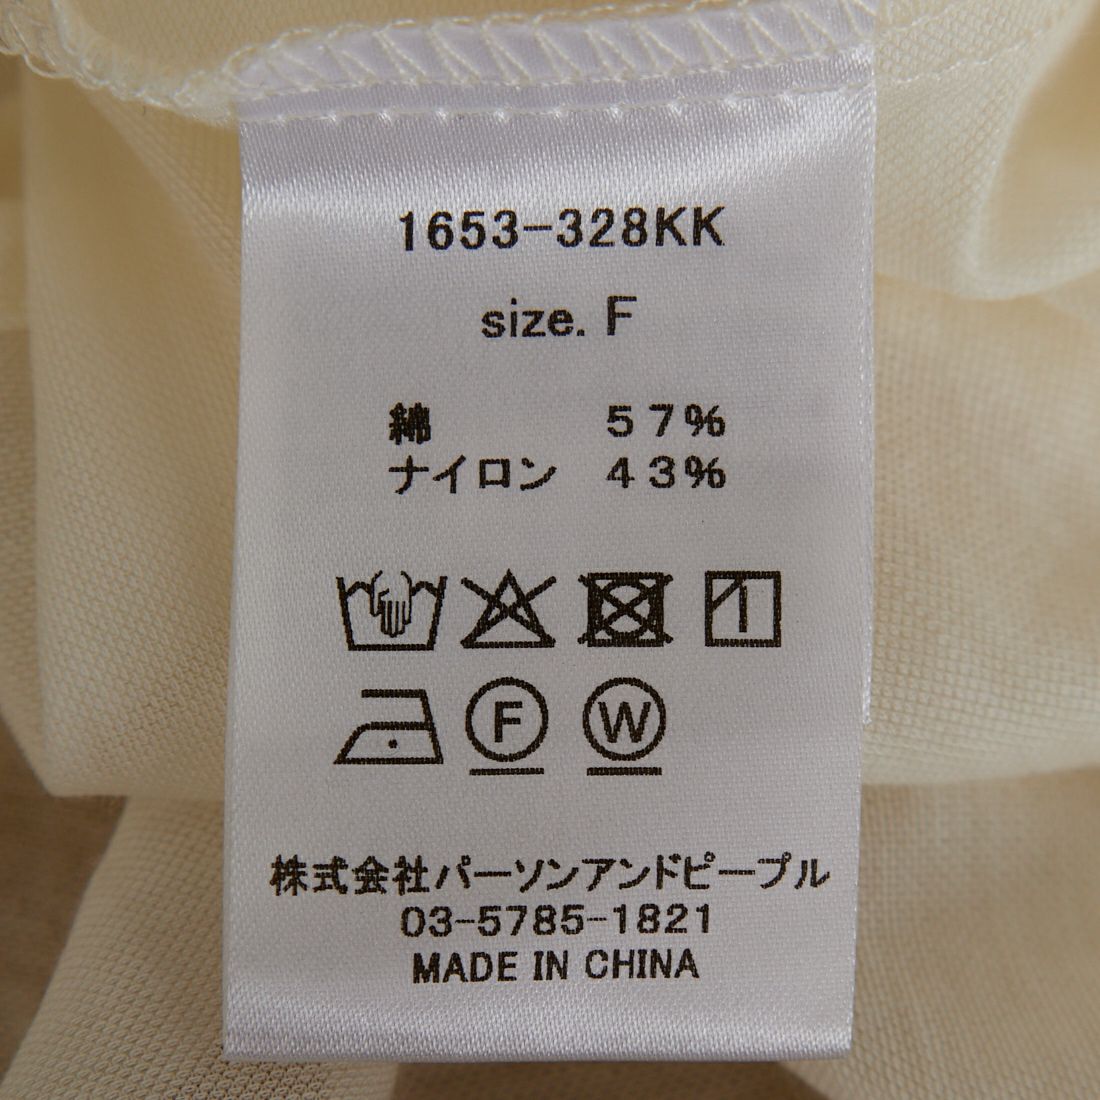 1653-328KK
size. F
綿 57%
ナイロン 43%
F W
株式会社パーソンアンドピープル
03-5785-1821
MADE IN CHINA